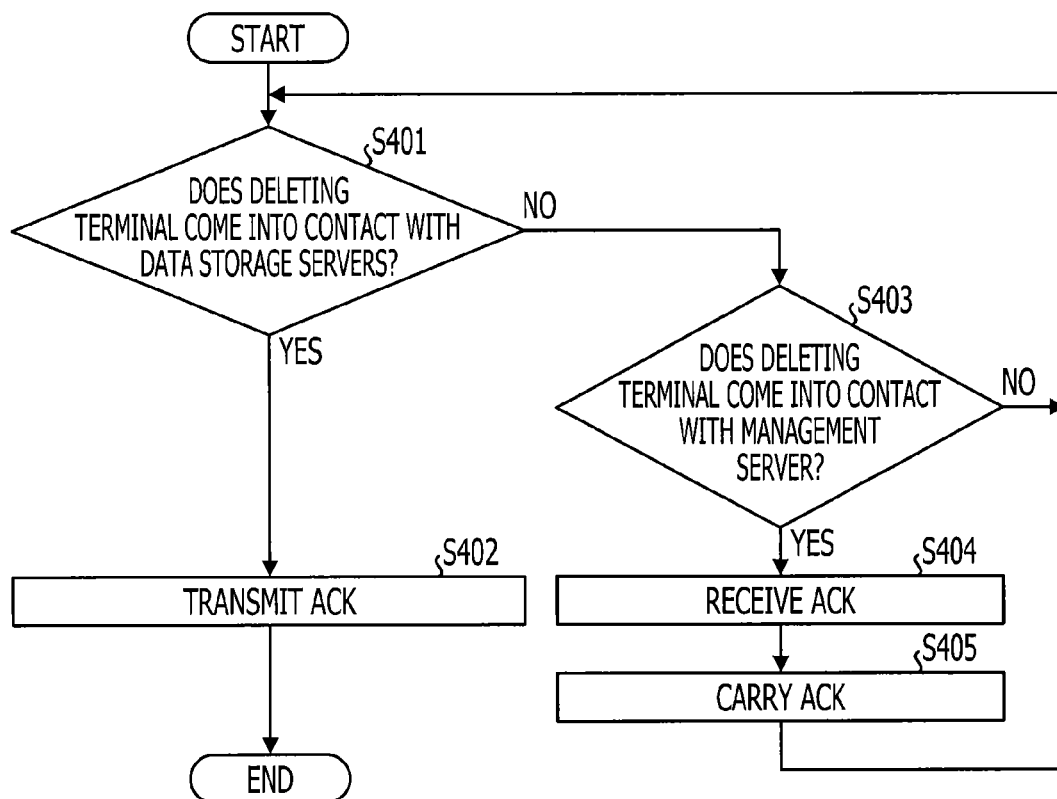 START
S401
DOES DELETING
TERMINAL COME INTO CONTACT WITH
DATA STORAGE SERVERS?
NO
YES
S403
DOES DELETING
TERMINAL COME INTO CONTACT
WITH MANAGEMENT
SERVER?
NO
YES
S402
TRANSMIT ACK
S404
RECEIVE ACK
S405
CARRY ACK
END